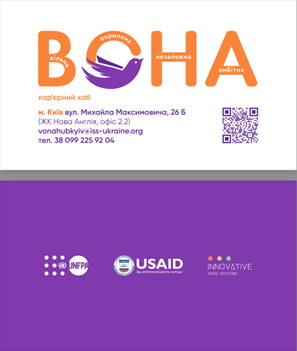 ВОНА
вільна
окрилена
незалежна
амбітна
кар'єрний хаб
м. Київ вул. Михайла Максимовича, 26 Б
(ЖК Нова Англія, офіс 2.2)
vonahubkyiv@iss-ukraine.org
тел. 38 099 225 92 04
UNFPA
USAID
ВІД АМЕРИКАНСЬКОГО НАРОДУ
INNOVATIVE
SOCIAL SOLUTIONS